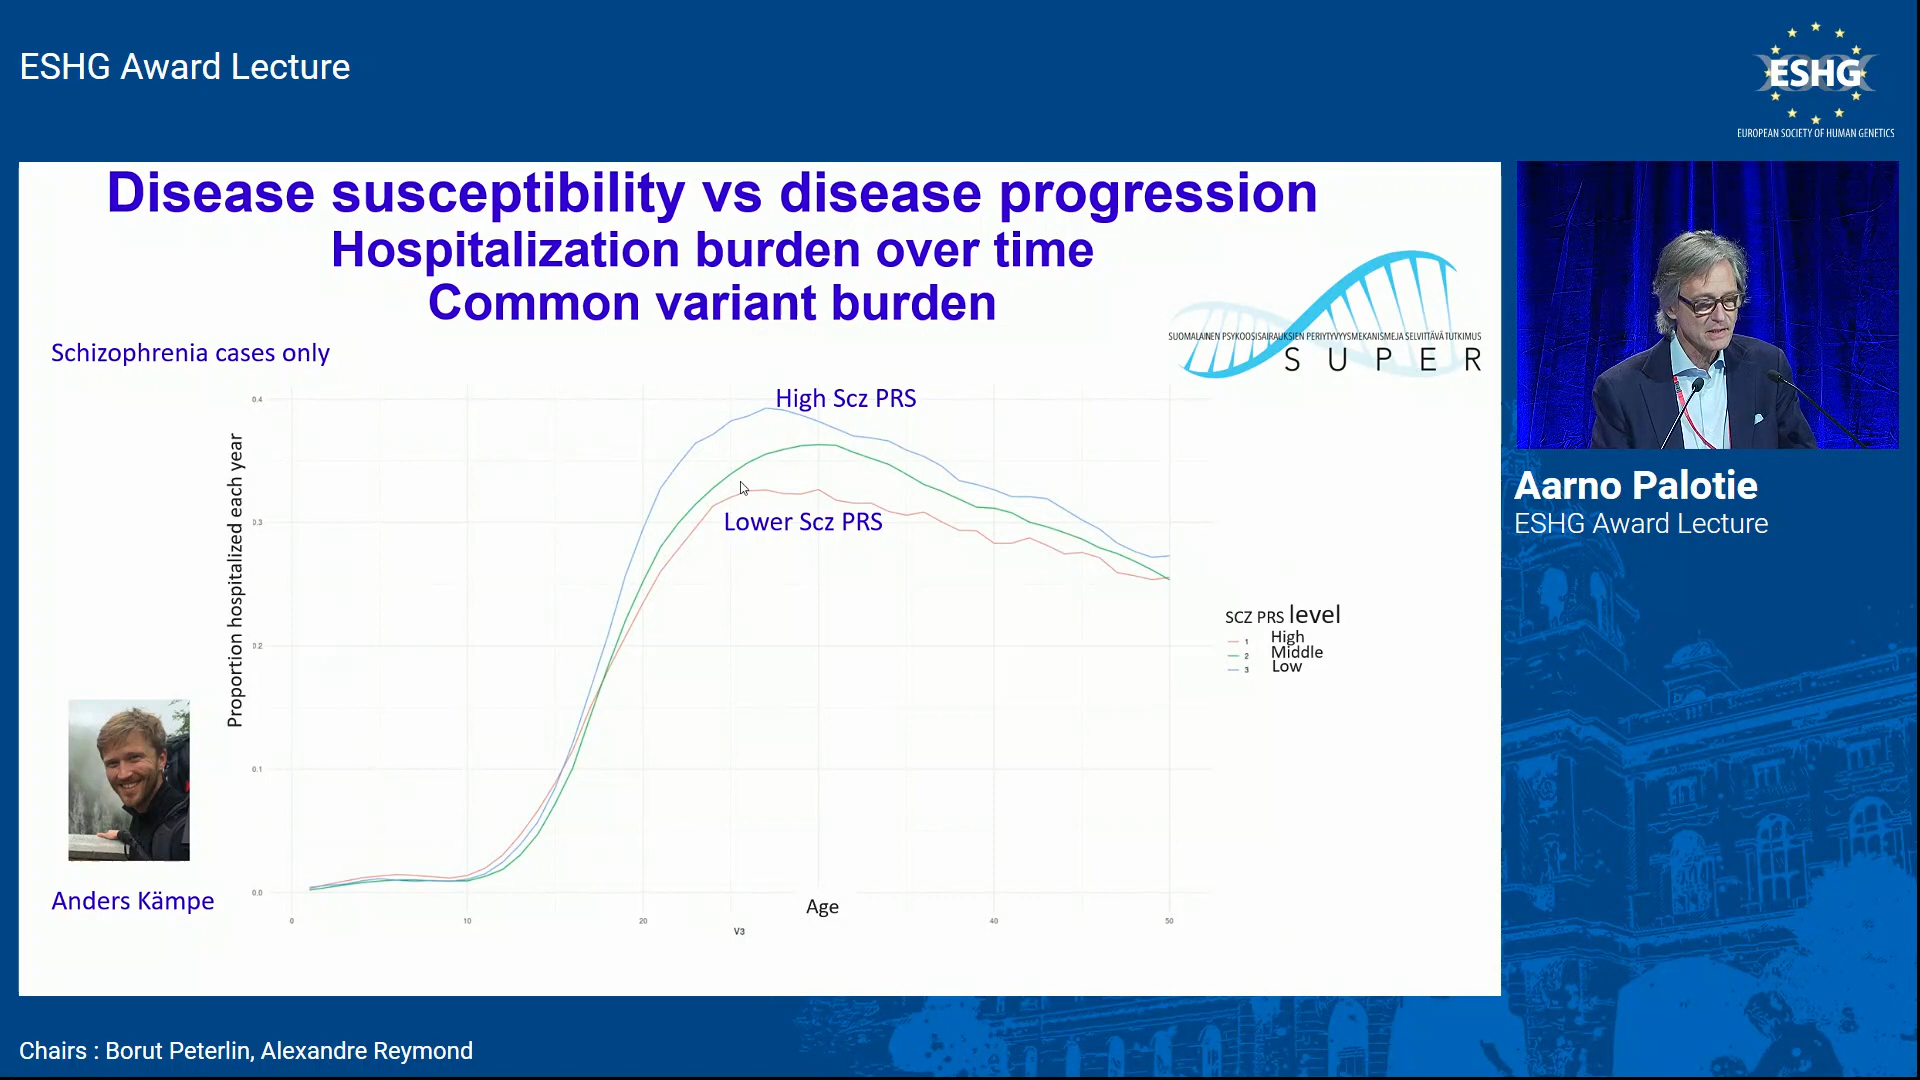 ESHG Award Lecture
ESHG
EUROPEAN SOCIETY OF HUMAN GENETICS
Disease susceptibility vs disease progression
Hospitalization burden over time
Common variant burden
SUOMALAINEN PSYKOOSISAIRAUKSIEN PERIYTYVYYSMEKANISMEJA SELVITTÄVÄ TUTKIMUS
SUPER
Schizophrenia cases only
High Scz PRS
Lower Scz PRS
Proportion hospitalized each year
0.4
0.3
0.2
0.1
0.0
0
10
20
40
50
Age
V3
SCZ PRS level
1 High
2 Middle
3 Low
Anders Kämpe
Aarno Palotie
ESHG Award Lecture
Chairs : Borut Peterlin, Alexandre Reymond